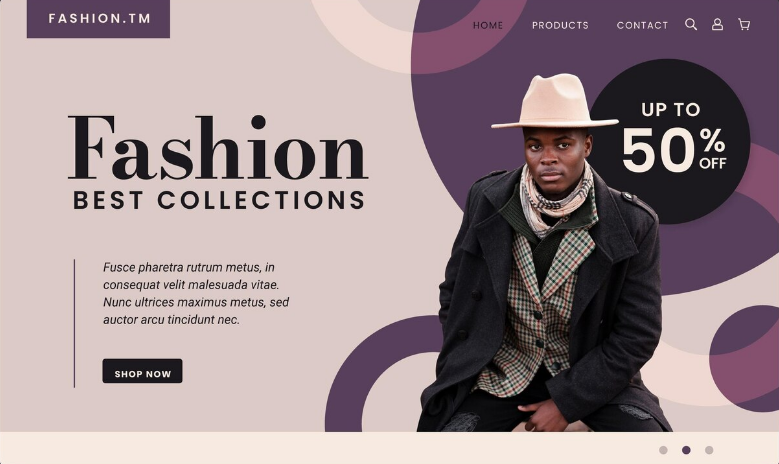 FASHION.TM
HOME PRODUCTS CONTACT
UP TO
50%
OFF
Fashion
BEST COLLECTIONS
Fusce pharetra rutrum metus, in
consequat velit malesuada vitae.
Nunc ultrices maximus metus, sed
auctor arcu tincidunt nec.
SHOP NOW